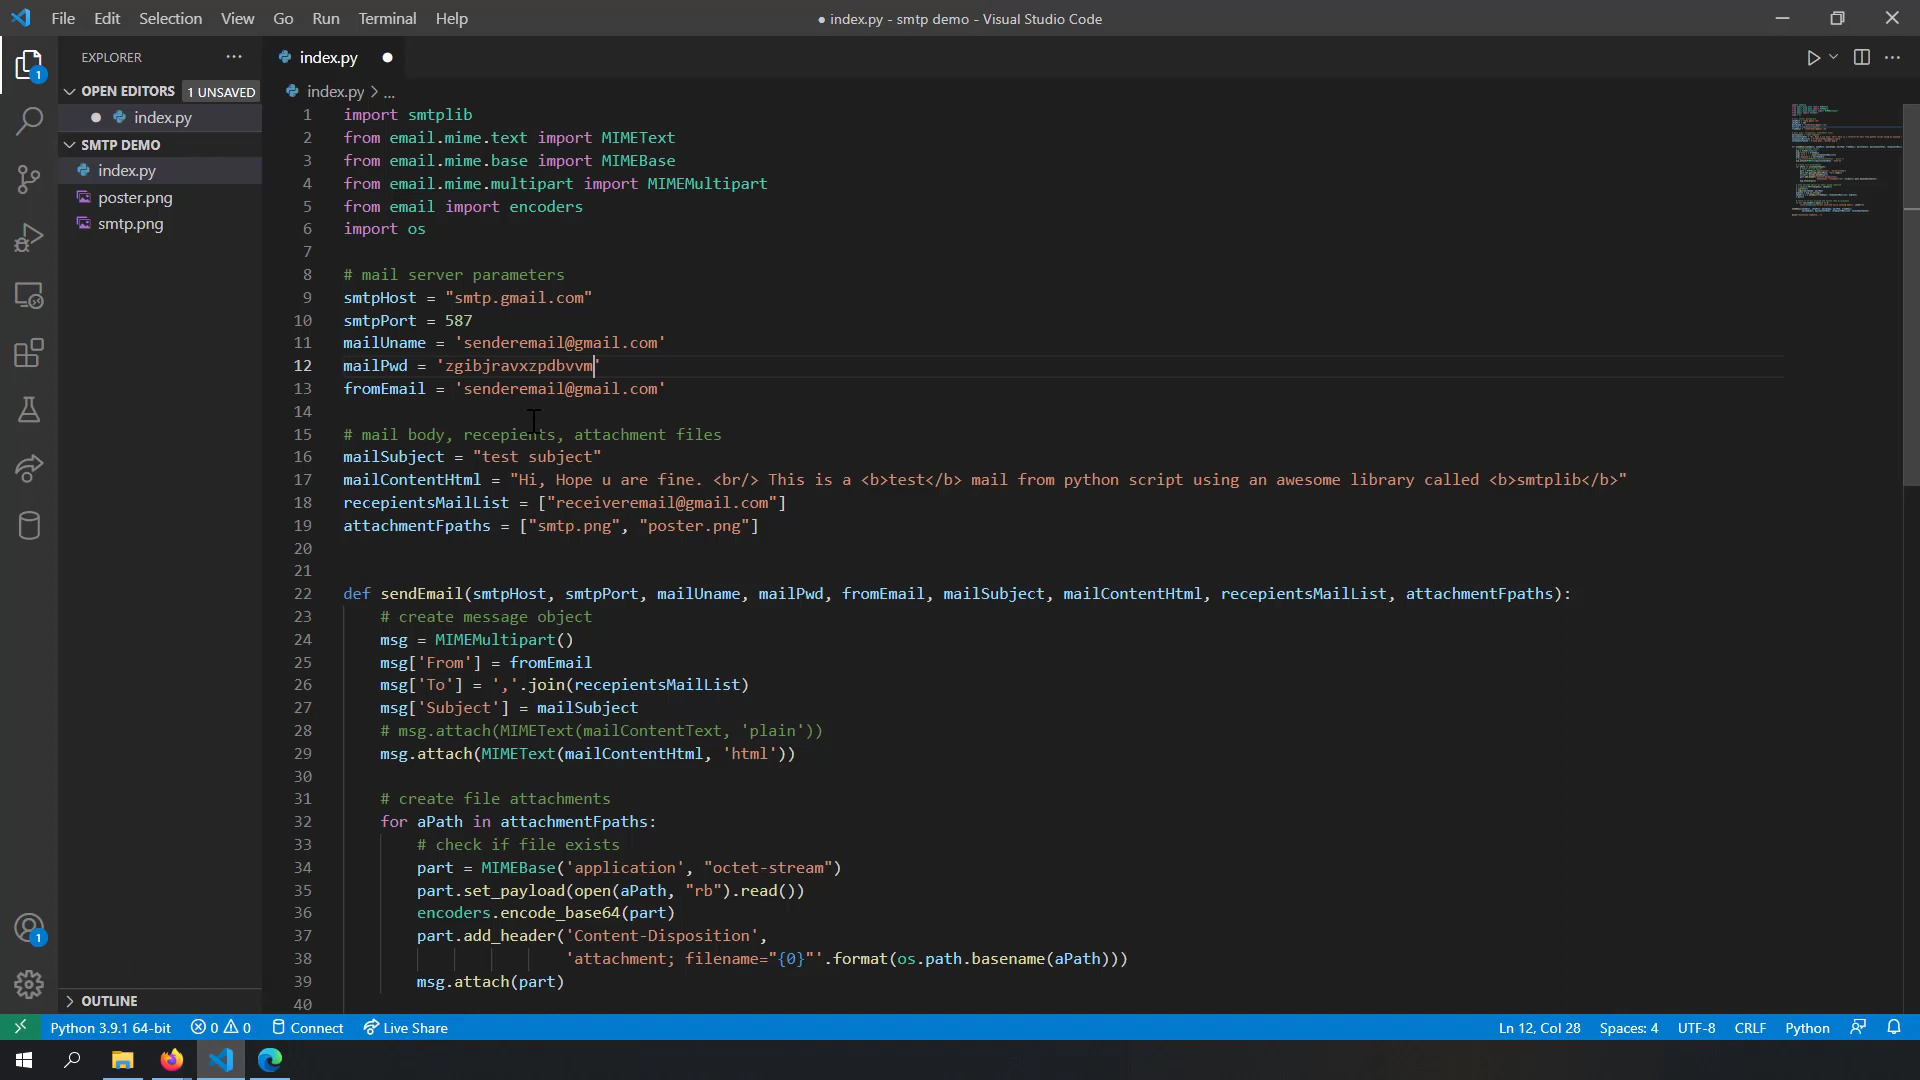 File Edit Selection View Go Run Terminal Help
● index.py - smtp demo - Visual Studio Code
EXPLORER
OPEN EDITORS 1 UNSAVED
index.py
SMTP DEMO
index.py
poster.png
smtp.png
OUTLINE
1
1
index.py
index.py > ...
1 import smtplib
2 from email.mime.text import MIMEText
3 from email.mime.base import MIMEBase
4 from email.mime.multipart import MIMEMultipart
5 from email import encoders
6 import os
7
8 # mail server parameters
9 smtpHost = "smtp.gmail.com"
10 smtpPort = 587
11 mailUname = 'senderemail@gmail.com'
12 mailPwd = 'zgibjravxzpdbvvm'
13 fromEmail = 'senderemail@gmail.com'
14
15 # mail body, recepients, attachment files
16 mailSubject = "test subject"
17 mailContentHtml = "Hi, Hope u are fine. <br/> This is a <b>test</b> mail from python script using an awesome library called <b>smtplib</b>"
18 recepientsMailList = ["receiveremail@gmail.com"]
19 attachmentFpaths = ["smtp.png", "poster.png"]
20
21
22 def sendEmail(smtpHost, smtpPort, mailUname, mailPwd, fromEmail, mailSubject, mailContentHtml, recepientsMailList, attachmentFpaths):
23     # create message object
24     msg = MIMEMultipart()
25     msg['From'] = fromEmail
26     msg['To'] = ','.join(recepientsMailList)
27     msg['Subject'] = mailSubject
28     # msg.attach(MIMEText(mailContentText, 'plain'))
29     msg.attach(MIMEText(mailContentHtml, 'html'))
30
31     # create file attachments
32     for aPath in attachmentFpaths:
33         # check if file exists
34         part = MIMEBase('application', "octet-stream")
35         part.set_payload(open(aPath, "rb").read())
36         encoders.encode_base64(part)
37         part.add_header('Content-Disposition',
38                         'attachment; filename="{0}"'.format(os.path.basename(aPath)))
39         msg.attach(part)
40
Python 3.9.1 64-bit 0 0 Connect Live Share Ln 12, Col 28 Spaces: 4 UTF-8 CRLF Python